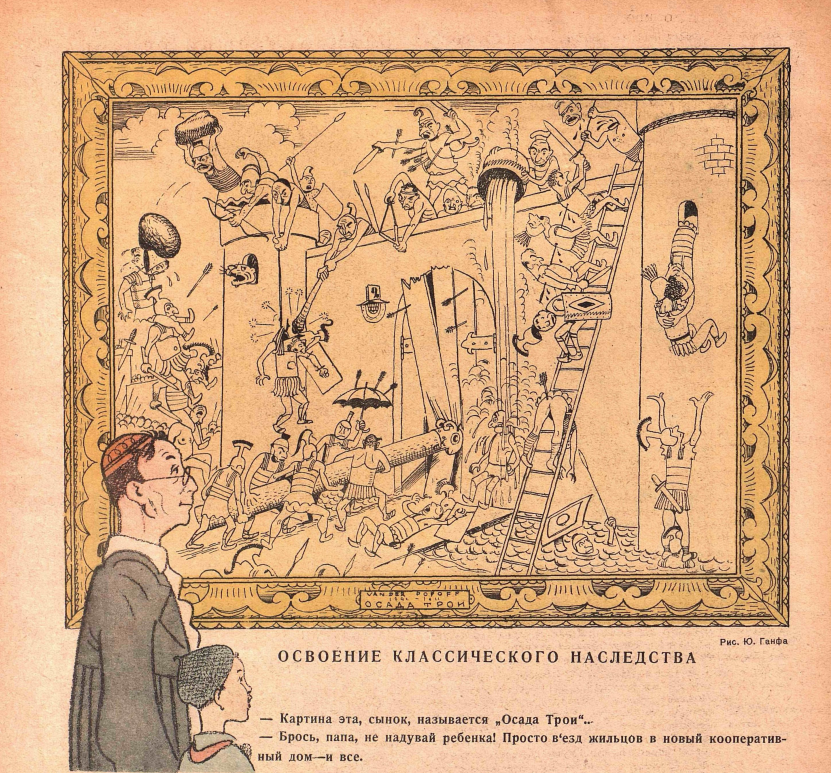 ОСАДА ТРОИ
Рис. Ю. Ганфа
ОСВОЕНИЕ КЛАССИЧЕСКОГО НАСЛЕДСТВА
— Картина эта, сынок, называется „Осада Трои“...
— Брось, папа, не надувай ребенка! Просто в‘езд жильцов в новый кооператив-
ный дом—и все.